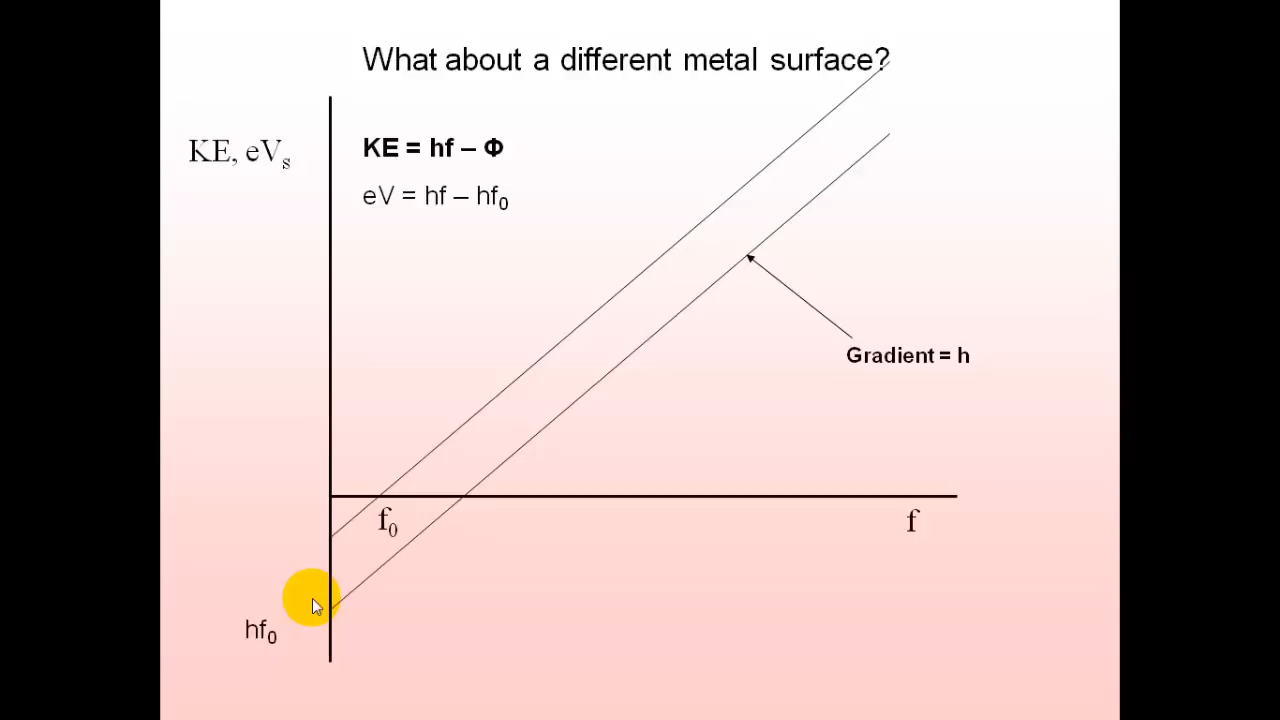 What about a different metal surface?
KE, eVₛ
KE = hf – Φ
eV = hf – hf₀
Gradient = h
f₀
f
hf₀